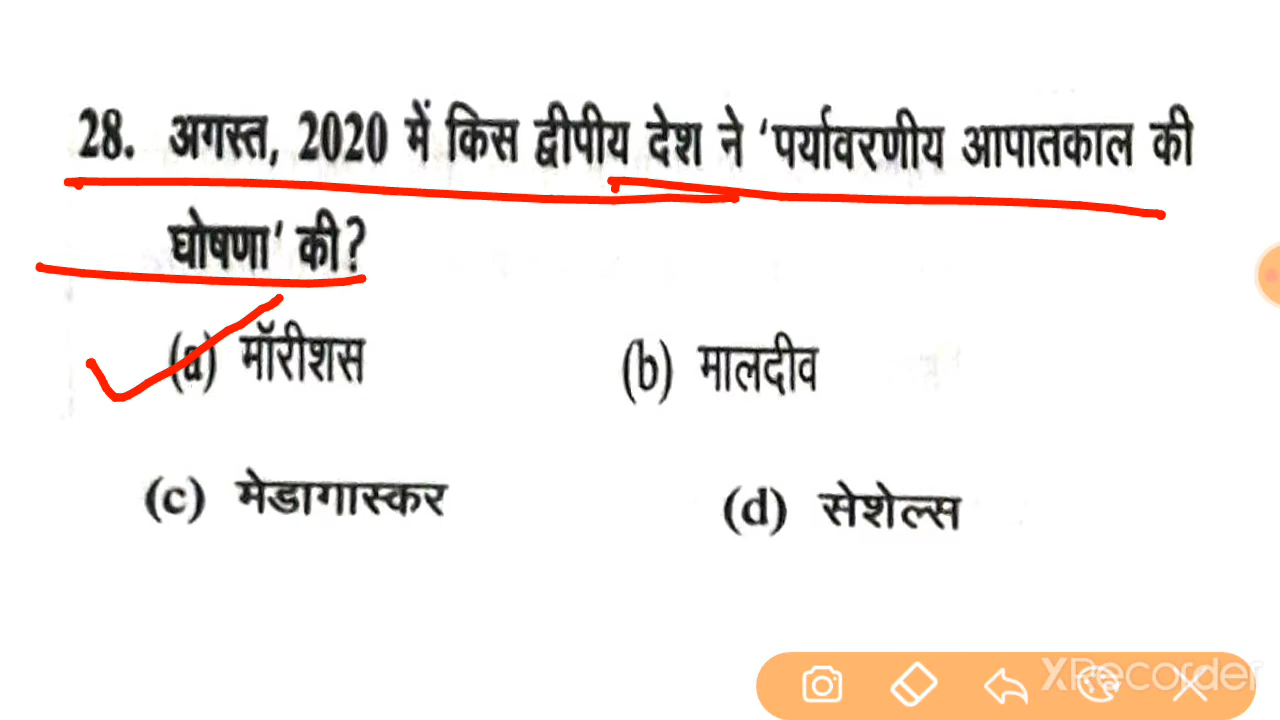 28. अगस्त, 2020 में किस द्वीपीय देश ने 'पर्यावरणीय आपातकाल की
घोषणा' की?
(a) मॉरीशस (b) मालदीव
(c) मेडागास्कर (d) सेशेल्स
XRecorder